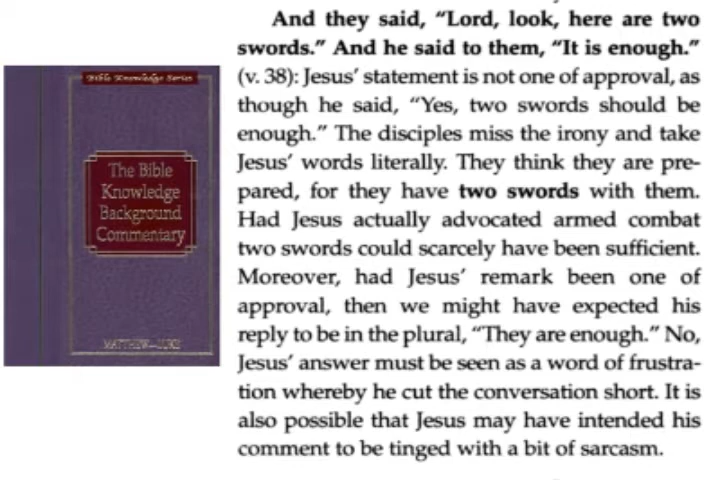 Bible Knowledge Series
The Bible
Knowledge
Background
Commentary
MATTHEW—LUKE
And they said, “Lord, look, here are two
swords.” And he said to them, “It is enough.”
(v. 38): Jesus’ statement is not one of approval, as
though he said, “Yes, two swords should be
enough.” The disciples miss the irony and take
Jesus’ words literally. They think they are pre-
pared, for they have two swords with them.
Had Jesus actually advocated armed combat
two swords could scarcely have been sufficient.
Moreover, had Jesus’ remark been one of
approval, then we might have expected his
reply to be in the plural, “They are enough.” No,
Jesus’ answer must be seen as a word of frustra-
tion whereby he cut the conversation short. It is
also possible that Jesus may have intended his
comment to be tinged with a bit of sarcasm.